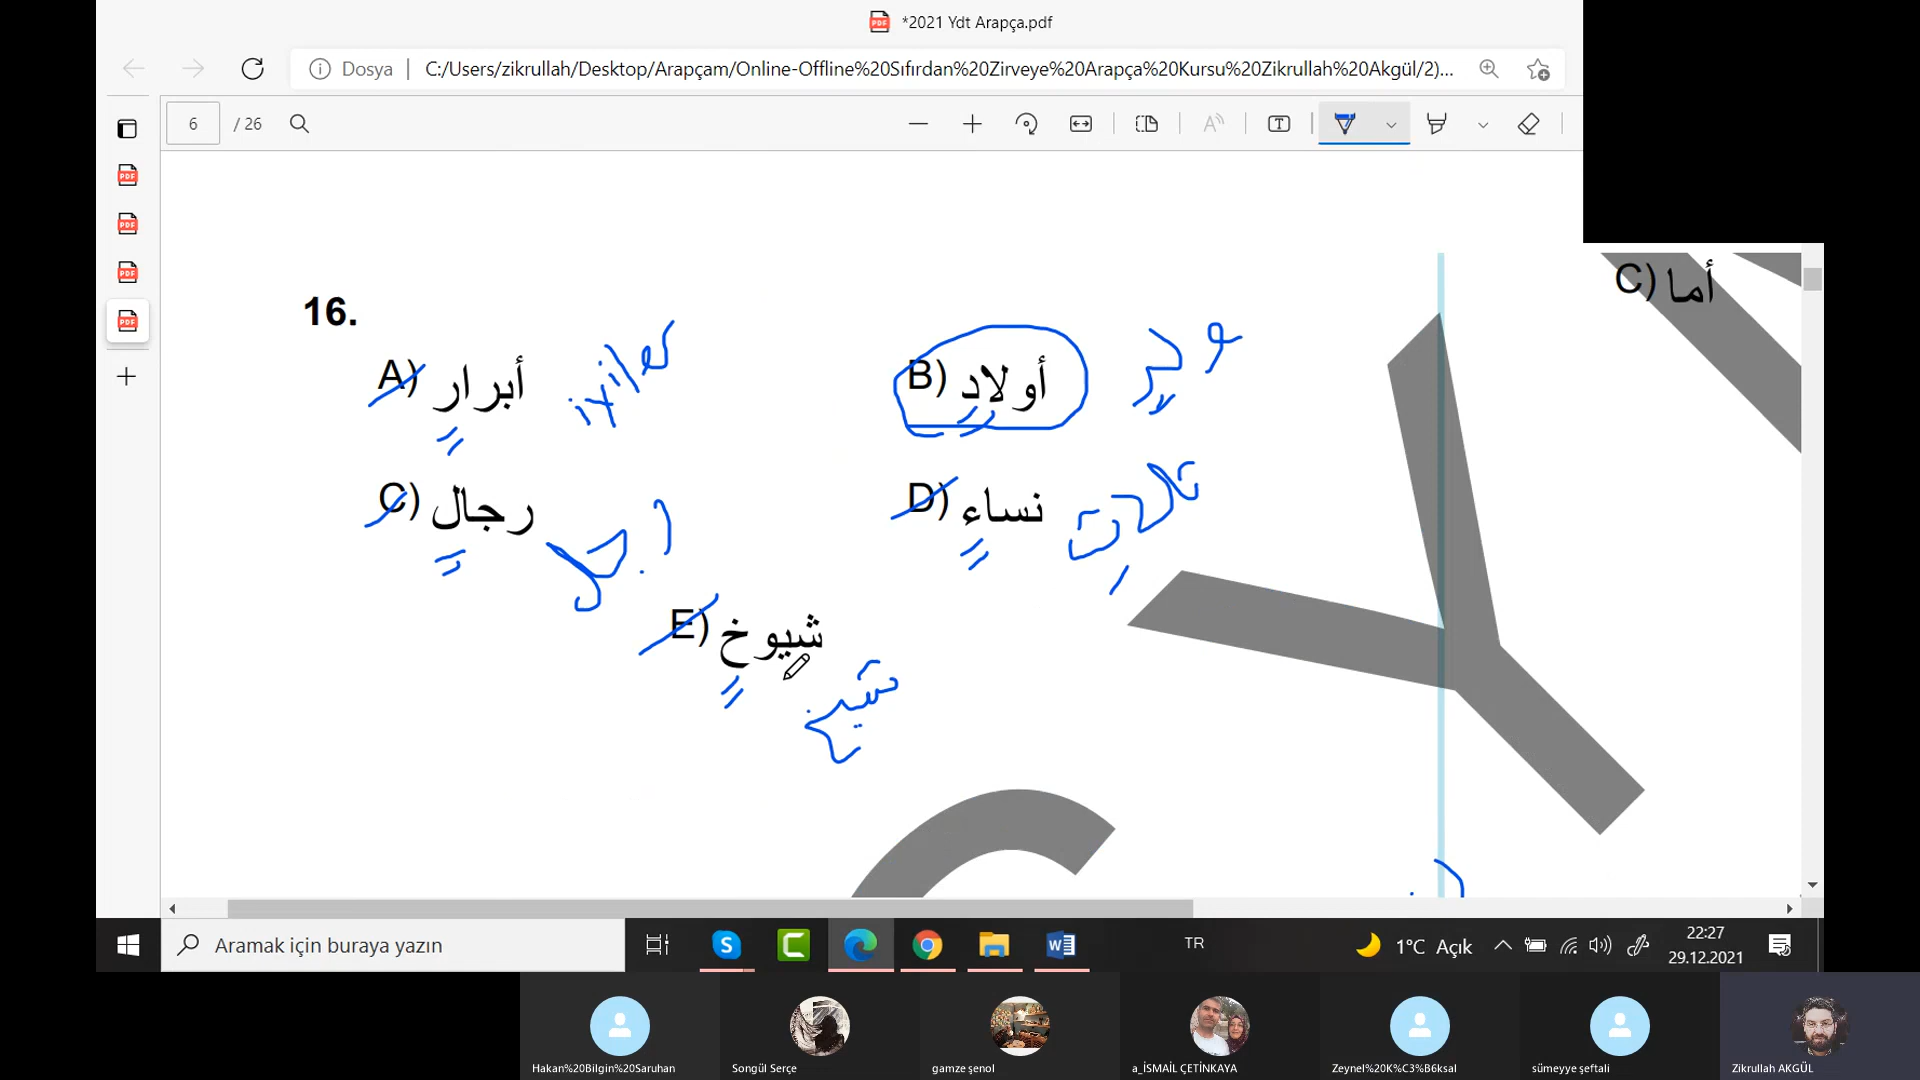 *2021 Ydt Arapça.pdf
Dosya | C:/Users/zikrullah/Desktop/Arapçam/Online-Offline%20Sıfırdan%20Zirveye%20Arapça%20Kursu%20Zikrullah%20Akgül/2)...
6 / 26
C) أما
16.
A) أبرار iyiler
B) أولاد
C) رجال
D) نساء
E) شيوخ
شيخ
Aramak için buraya yazın
TR
1°C Açık
22:27
29.12.2021
Hakan%20Bilgin%20Saruhan
Songül Serçe
gamze şenol
a_İSMAİL ÇETİNKAYA
Zeynel%20K%C3%B6ksal
sümeyye şeftali
Zikrullah AKGÜL